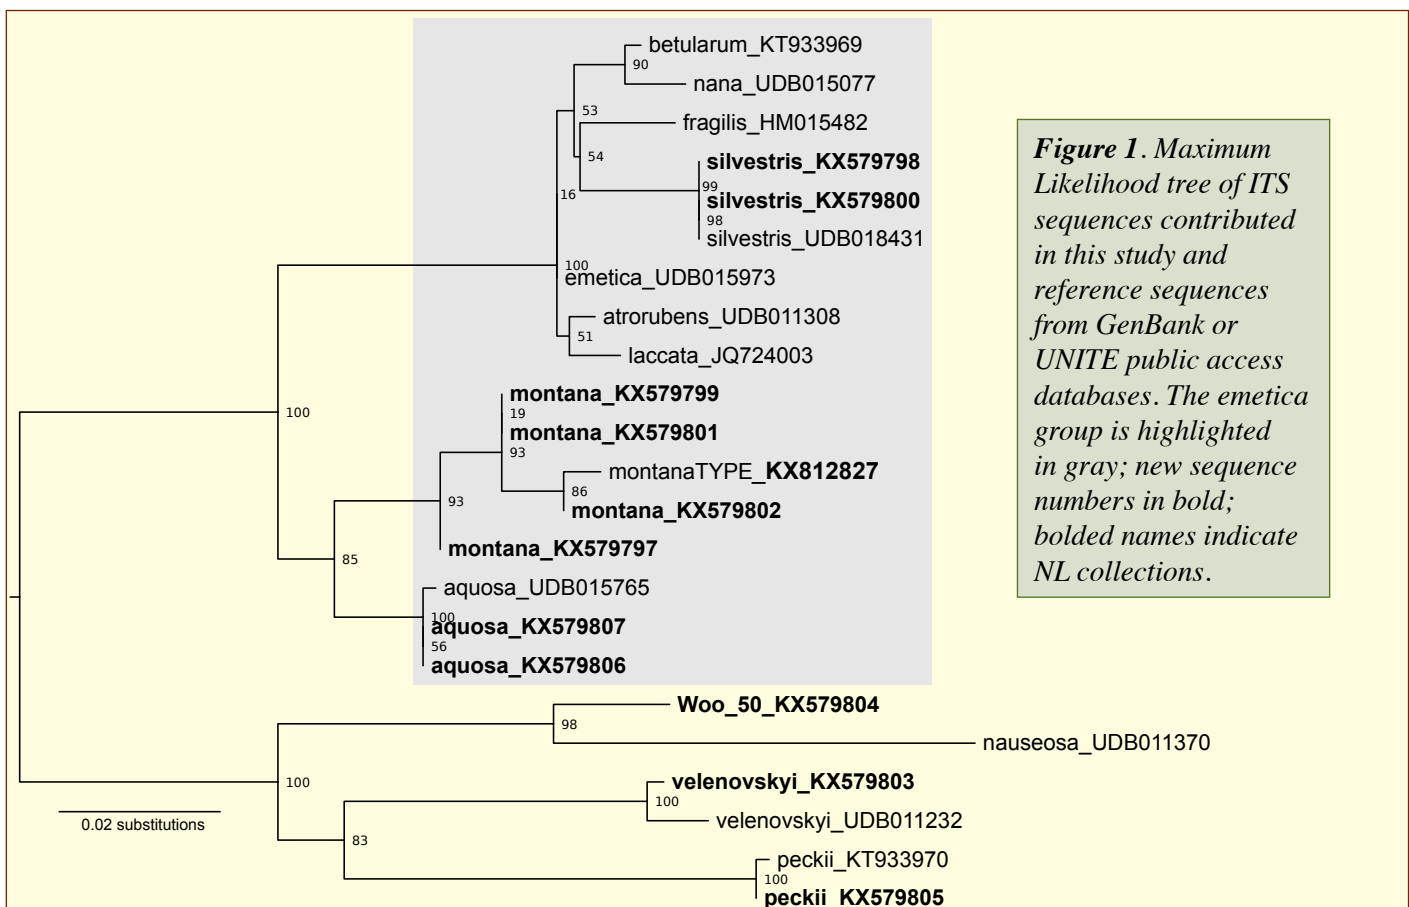 betularum_KT933969
90
nana_UDB015077
53
fragilis_HM015482
54
silvestris_KX579798
99
16
silvestris_KX579800
98
silvestris_UDB018431
100
emetica_UDB015973
atrorubens_UDB011308
51
laccata_JQ724003
montana_KX579799
100
19
montana_KX579801
93
montanaTYPE_KX812827
86
93
montana_KX579802
montana_KX579797
85
aquosa_UDB015765
100
aquosa_KX579807
56
aquosa_KX579806
Woo_50_KX579804
98
nauseosa_UDB011370
100
velenovskyi_KX579803
100
velenovskyi_UDB011232
83
peckii_KT933970
100
peckii_KX579805
0.02 substitutions
Figure 1. Maximum
Likelihood tree of ITS
sequences contributed
in this study and
reference sequences
from GenBank or
UNITE public access
databases. The emetica
group is highlighted
in gray; new sequence
numbers in bold;
bolded names indicate
NL collections.